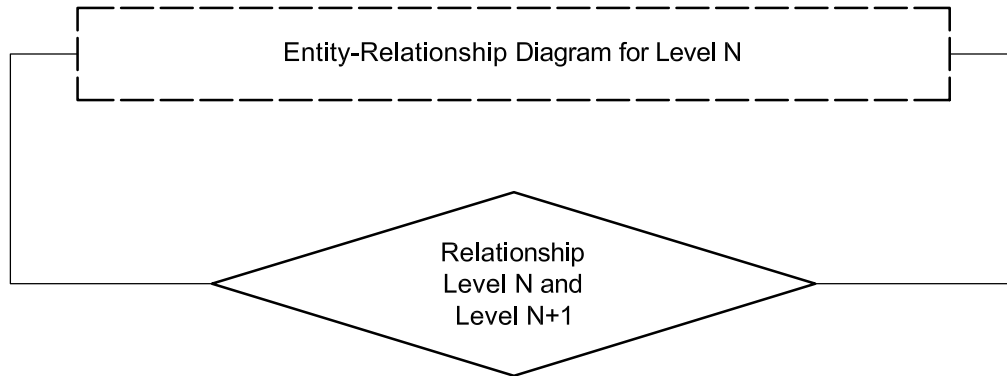 Entity-Relationship Diagram for Level N
Relationship
Level N and
Level N+1